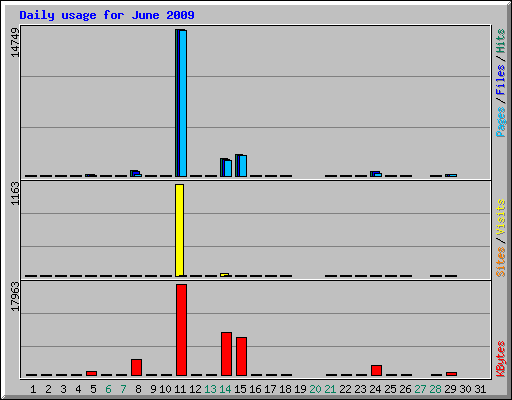 Daily usage for June 2009
14749
Pages / Files / Hits
1163
Sites / Visits
17963
KBytes
1 2 3 4 5 6 7 8 9 10 11 12 13 14 15 16 17 18 19 20 21 22 23 24 25 26 27 28 29 30 31